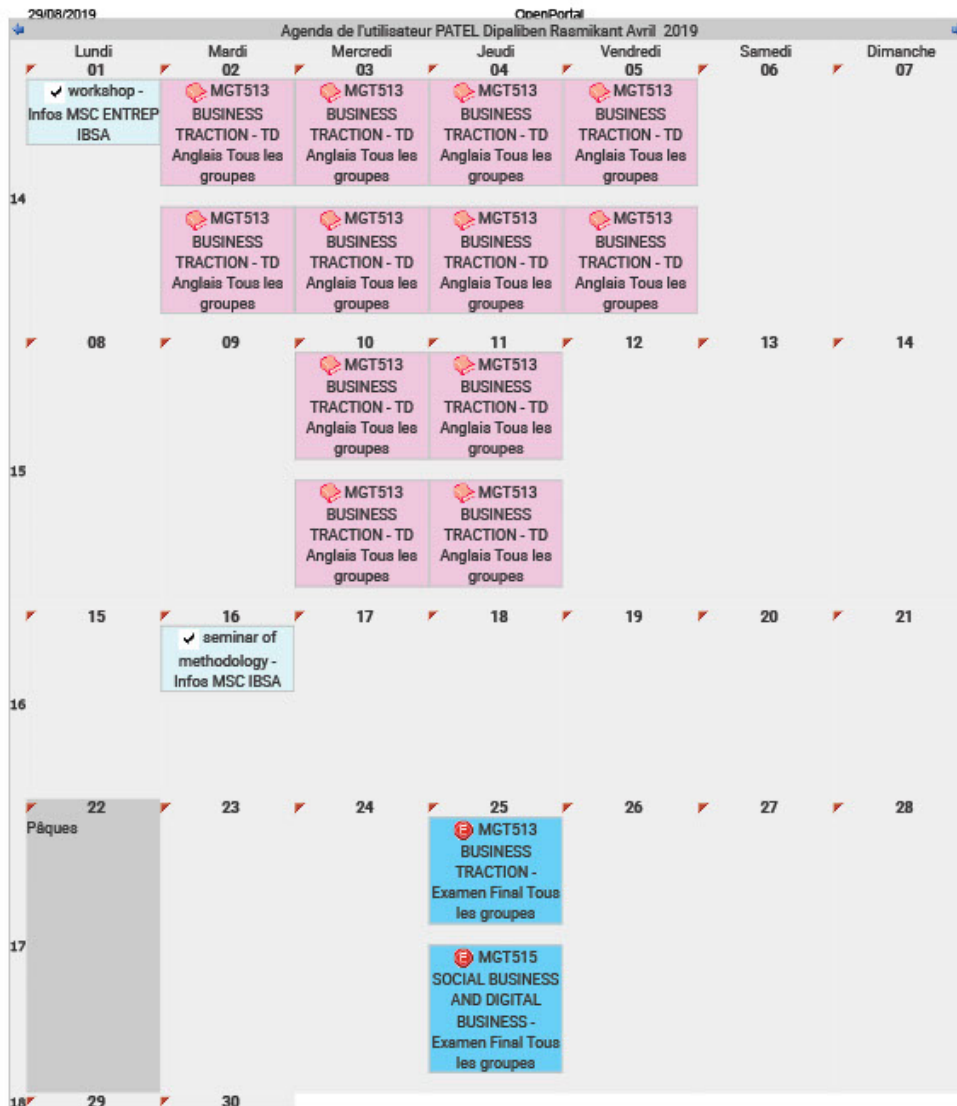 29/08/2019 OpenPortal
Agenda de l'utilisateur PATEL Dipaliben Rasmikant Avril 2019
Lundi Mardi Mercredi Jeudi Vendredi Samedi Dimanche
01 02 03 04 05 06 07
workshop -
Infos MSC ENTREP
IBSA
MGT513
BUSINESS
TRACTION - TD
Anglais Tous les
groupes
MGT513
BUSINESS
TRACTION - TD
Anglais Tous les
groupes
MGT513
BUSINESS
TRACTION - TD
Anglais Tous les
groupes
MGT513
BUSINESS
TRACTION - TD
Anglais Tous les
groupes
14
MGT513
BUSINESS
TRACTION - TD
Anglais Tous les
groupes
MGT513
BUSINESS
TRACTION - TD
Anglais Tous les
groupes
MGT513
BUSINESS
TRACTION - TD
Anglais Tous les
groupes
MGT513
BUSINESS
TRACTION - TD
Anglais Tous les
groupes
08 09 10 11 12 13 14
MGT513
BUSINESS
TRACTION - TD
Anglais Tous les
groupes
MGT513
BUSINESS
TRACTION - TD
Anglais Tous les
groupes
15
MGT513
BUSINESS
TRACTION - TD
Anglais Tous les
groupes
MGT513
BUSINESS
TRACTION - TD
Anglais Tous les
groupes
15 16 17 18 19 20 21
seminar of
methodology -
Infos MSC IBSA
16
22 23 24 25 26 27 28
Pâques
E MGT513
BUSINESS
TRACTION -
Examen Final Tous
les groupes
17
E MGT515
SOCIAL BUSINESS
AND DIGITAL
BUSINESS -
Examen Final Tous
les groupes
18 29 30